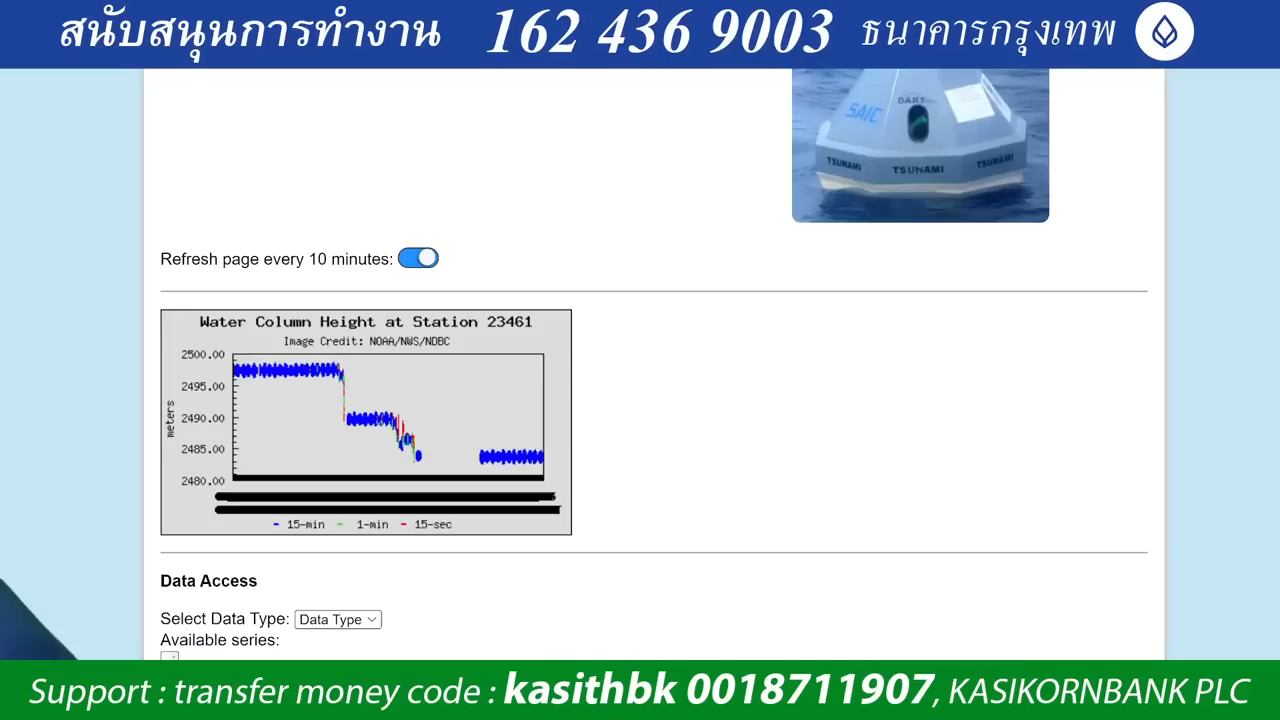 สนับสนุนการทำงาน 162 436 9003 ธนาคารกรุงเทพ
DART
SAIC
TSUNAMI TSUNAMI TSUNAMI
Refresh page every 10 minutes:
Water Column Height at Station 23461
Image Credit: NOAA/NWS/NDBC
2500.00
2495.00
2490.00
2485.00
2480.00
meters
15-min 1-min 15-sec
Data Access
Select Data Type: Data Type
Available series:
Support : transfer money code : kasithbk 0018711907, KASIKORNBANK PLC